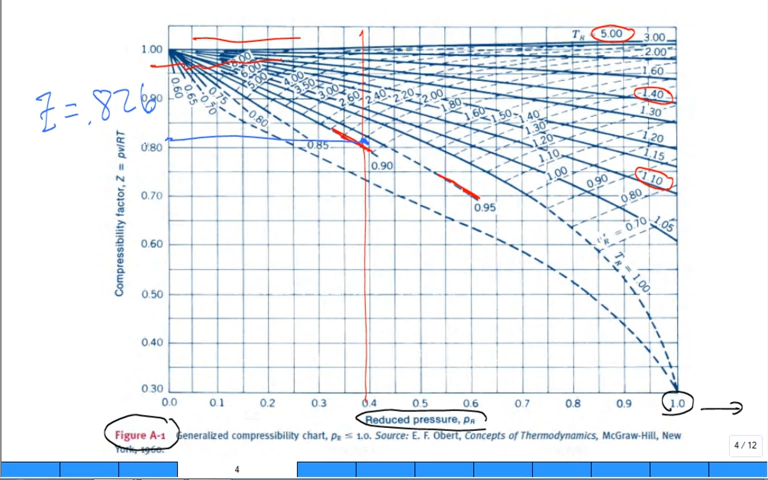 T_R 5.00 3.00
1.00
2.00
1.60
1.40
1.30
1.20
1.15
1.10
1.05
Z = .826
0.90
0.80
0.70
0.60
0.50
0.40
0.30
Compressibility factor, Z = pv/RT
0.60 0.65 0.70 0.75 0.80
0.85
0.90
0.95
5.00 4.00 3.00 2.60 2.40 2.20 2.00
1.80 1.60 1.50 1.40
1.30
1.20
1.10
1.00
0.90
0.80
v'_R = 0.70
T_R = 1.00
0.0 0.1 0.2 0.3 0.4 0.5 0.6 0.7 0.8 0.9 1.0
Reduced pressure, p_R
Figure A-1 Generalized compressibility chart, p_R ≤ 1.0. Source: E. F. Obert, Concepts of Thermodynamics, McGraw-Hill, New
York, 1960.
4 / 12
4